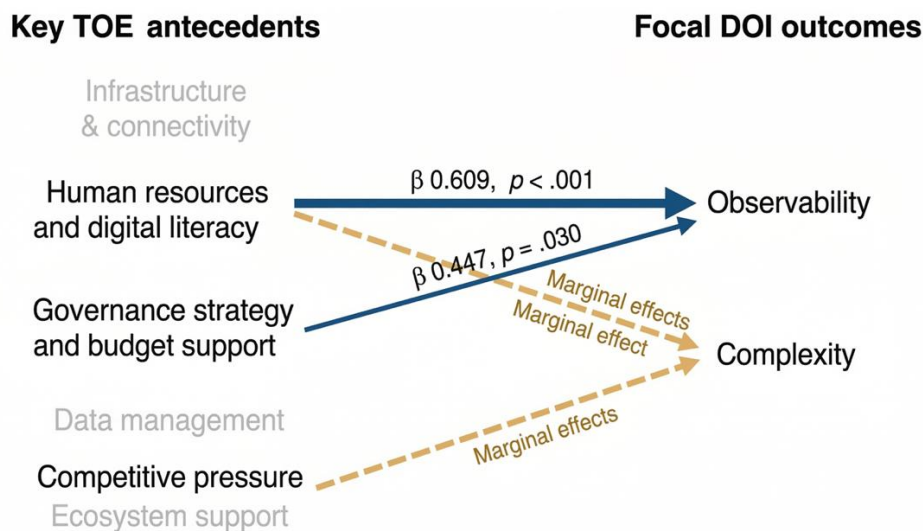 Key TOE antecedents
Focal DOI outcomes
Infrastructure
& connectivity
Human resources
and digital literacy
β 0.609, p < .001
Observability
β 0.447, p = .030
Governance strategy
and budget support
Marginal effects
Marginal effect
Complexity
Data management
Marginal effects
Competitive pressure
Ecosystem support